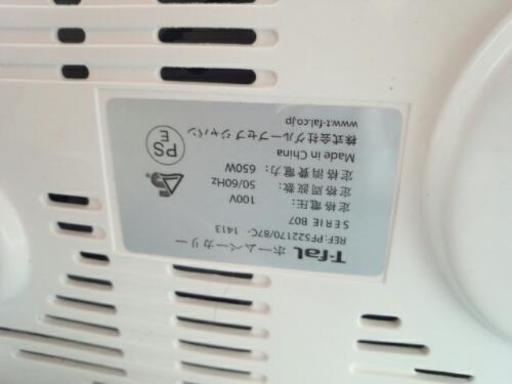 T-fal ホームベーカリー
REF:PF522170/87C- 1413
SERIE B07
定格電圧: 100V
定格周波数: 50/60Hz
定格消費電力: 650W
Made in China
株式会社グループセブジャパン
www.t-fal.co.jp
PS
E